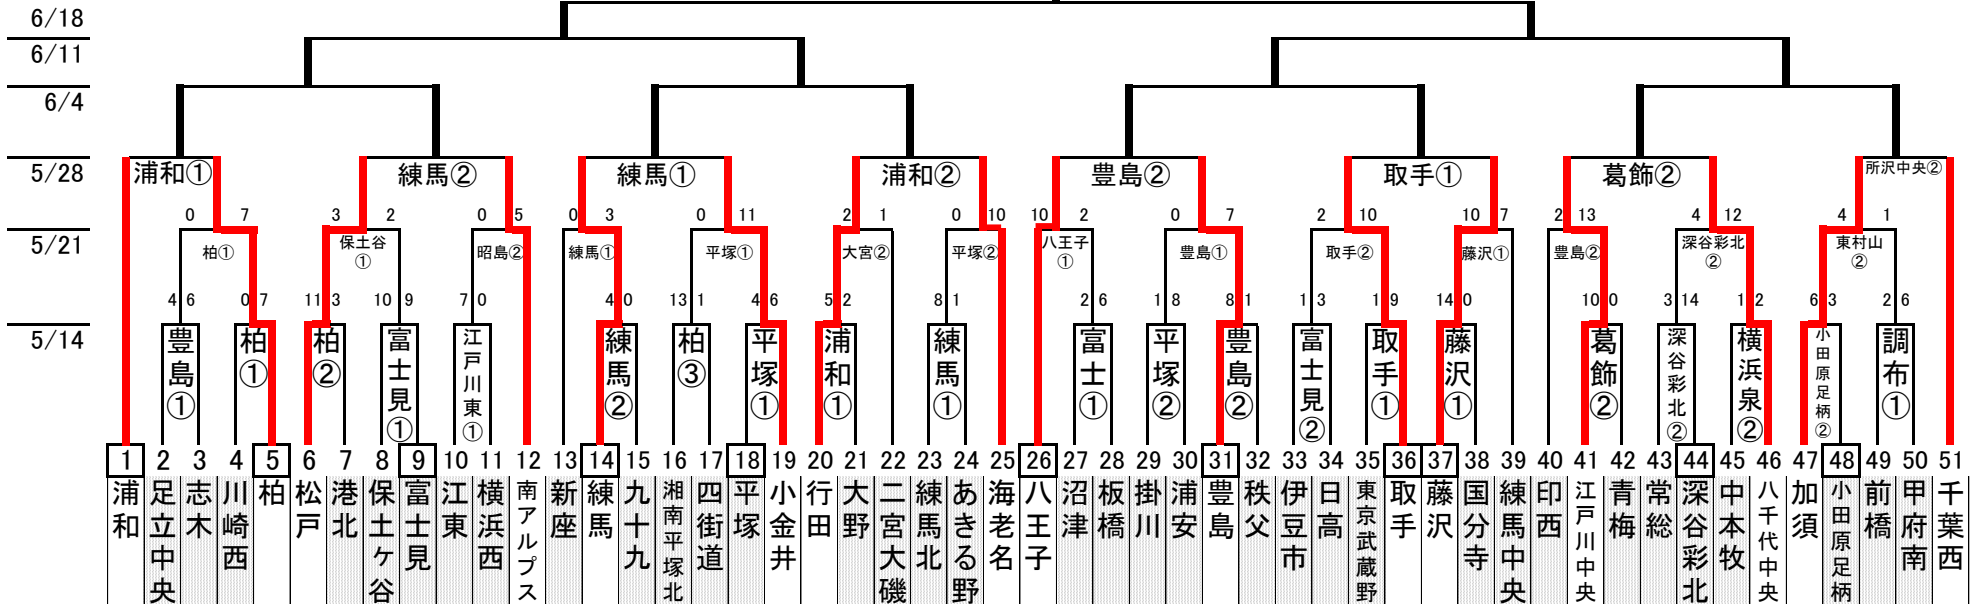 6/18
6/11
6/4
5/28
浦和① 練馬② 練馬① 浦和② 豊島② 取手① 葛飾② 所沢中央②
0 7 3 2 0 5 0 3 0 11 2 1 0 10 10 2 0 7 2 10 10 7 2 13 4 12 4 1
5/21
柏① 保土谷① 昭島② 練馬① 平塚① 大宮② 平塚② 八王子① 豊島① 取手② 藤沢① 豊島② 深谷彩北② 東村山②
4 6 0 7 11 3 10 9 7 0 4 0 13 1 4 6 5 2 8 1 2 6 1 8 8 1 1 3 1 9 14 0 10 0 3 14 1 2 6 3 2 6
5/14
豊島① 柏① 柏② 富士見① 江戸川東① 練馬② 柏③ 平塚① 浦和① 練馬① 富士① 平塚② 豊島② 富士見② 取手① 藤沢① 葛飾② 深谷彩北② 横浜泉② 小田原足柄② 調布①
1 2 3 4 5 6 7 8 9 10 11 12 13 14 15 16 17 18 19 20 21 22 23 24 25 26 27 28 29 30 31 32 33 34 35 36 37 38 39 40 41 42 43 44 45 46 47 48 49 50 51
浦和
足立中央
志木
川崎西
柏
松戸
港北
保土ヶ谷
富士見
江東
横浜西
南アルプス
新座
練馬
九十九
湘南平塚北
四街道
平塚
小金井
行田
大野
二宮大磯
練馬北
あきる野
海老名
八王子
沼津
板橋
掛川
浦安
豊島
秩父
伊豆市
日高
東京武蔵野
取手
藤沢
国分寺
練馬中央
印西
江戸川中央
青梅
常総
深谷彩北
中本牧
八千代中央
加須
小田原足柄
前橋
甲府南
千葉西